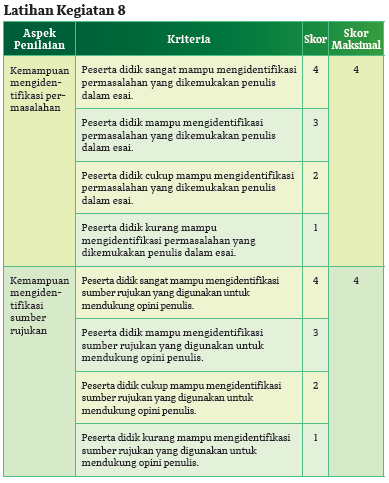 Latihan Kegiatan 8
Aspek Penilaian Kriteria Skor Skor Maksimal
Kemampuan mengiden-
tifikasi per-
masalahan
Peserta didik sangat mampu mengidentifikasi
permasalahan yang dikemukakan penulis
dalam esai.
4
4
Peserta didik mampu mengidentifikasi
permasalahan yang dikemukakan penulis
dalam esai.
3
Peserta didik cukup mampu mengidentifikasi
permasalahan yang dikemukakan penulis
dalam esai.
2
Peserta didik kurang mampu
mengidentifikasi permasalahan yang
dikemukakan penulis dalam esai.
1
Kemampuan
mengiden-
tifikasi
sumber
rujukan
Peserta didik sangat mampu mengidentifikasi
sumber rujukan yang digunakan untuk
mendukung opini penulis.
4
4
Peserta didik mampu mengidentifikasi
sumber rujukan yang digunakan untuk
mendukung opini penulis.
3
Peserta didik cukup mampu mengidentifikasi
sumber rujukan yang digunakan untuk
mendukung opini penulis.
2
Peserta didik kurang mampu mengidentifikasi
sumber rujukan yang digunakan untuk
mendukung opini penulis.
1